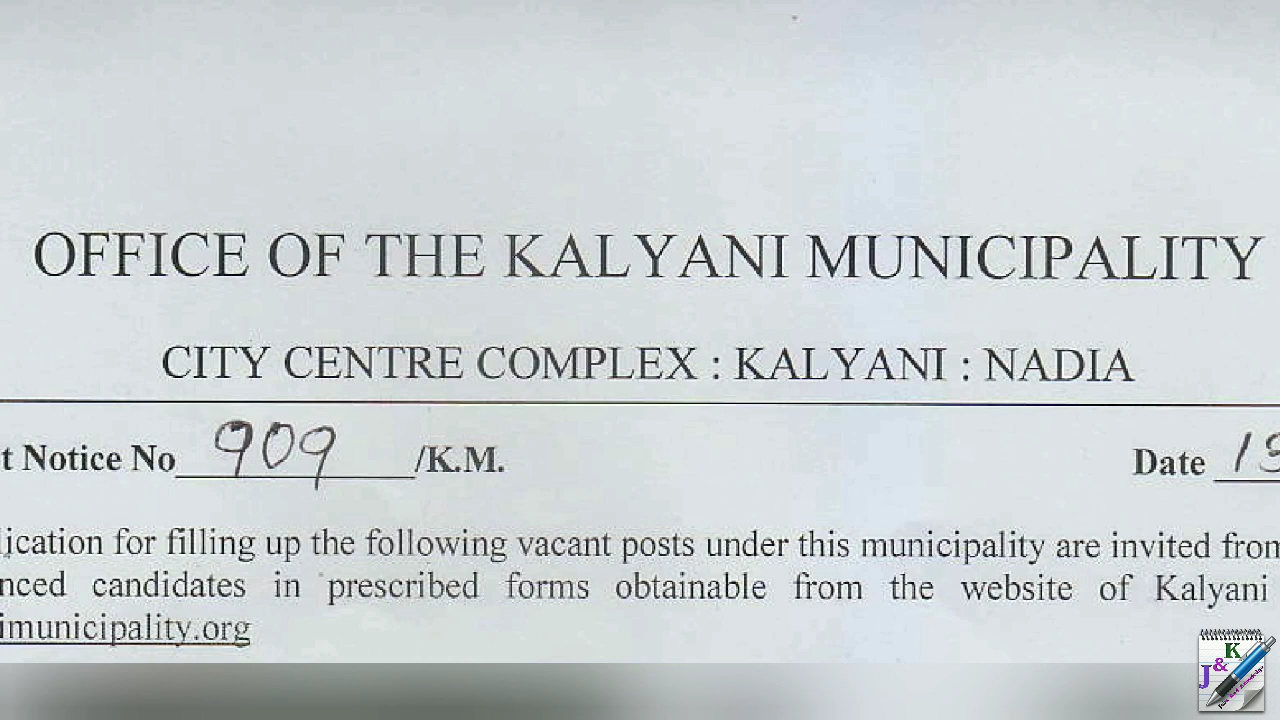 OFFICE OF THE KALYANI MUNICIPALITY
CITY CENTRE COMPLEX : KALYANI : NADIA
t Notice No 909 /K.M. Date 13
lication for filling up the following vacant posts under this municipality are invited from
nced candidates in prescribed forms obtainable from the website of Kalyani
imunicipality.org
J&K